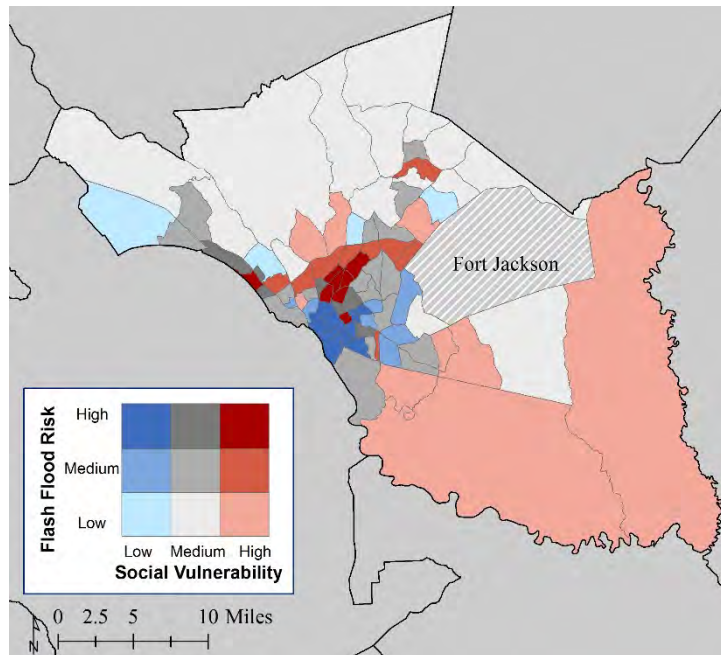 Fort Jackson
Flash Flood Risk
High
Medium
Low
Low Medium High
Social Vulnerability
0 2.5 5 10 Miles
N